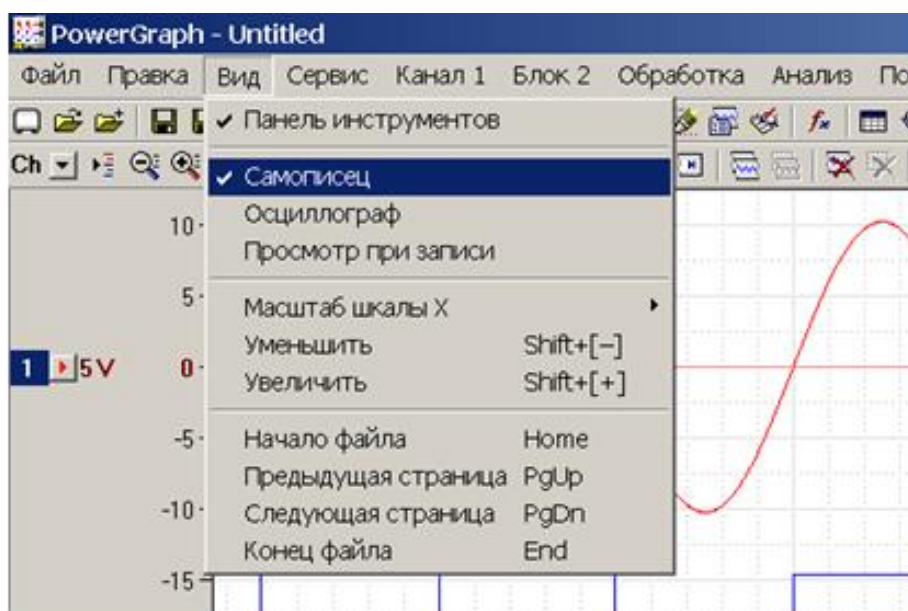 PowerGraph - Untitled
Файл Правка Вид Сервис Канал 1 Блок 2 Обработка Анализ
Панель инструментов
Ch
Самописец
Осциллограф
10
Просмотр при записи
5
Масштаб шкалы X
Уменьшить Shift+[−]
1 5 V 0
Увеличить Shift+[+]
-5
Начало файла Home
Предыдущая страница PgUp
-10
Следующая страница PgDn
Конец файла End
-15